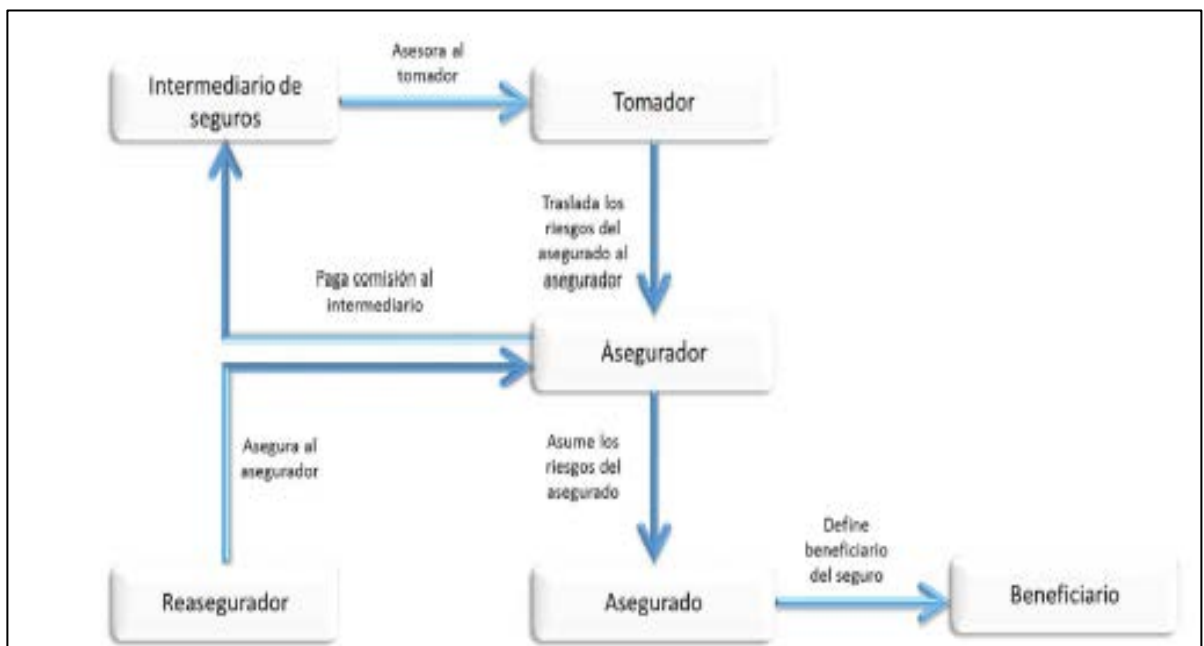 Asesora al
tomador
Intermediario de
seguros
Tomador
Traslada los
riesgos del
asegurado al
asegurador
Paga comisión al
intermediario
Asegurador
Asegura al
asegurador
Asume los
riesgos del
asegurado
Define
beneficiario
del seguro
Reasegurador
Asegurado
Beneficiario